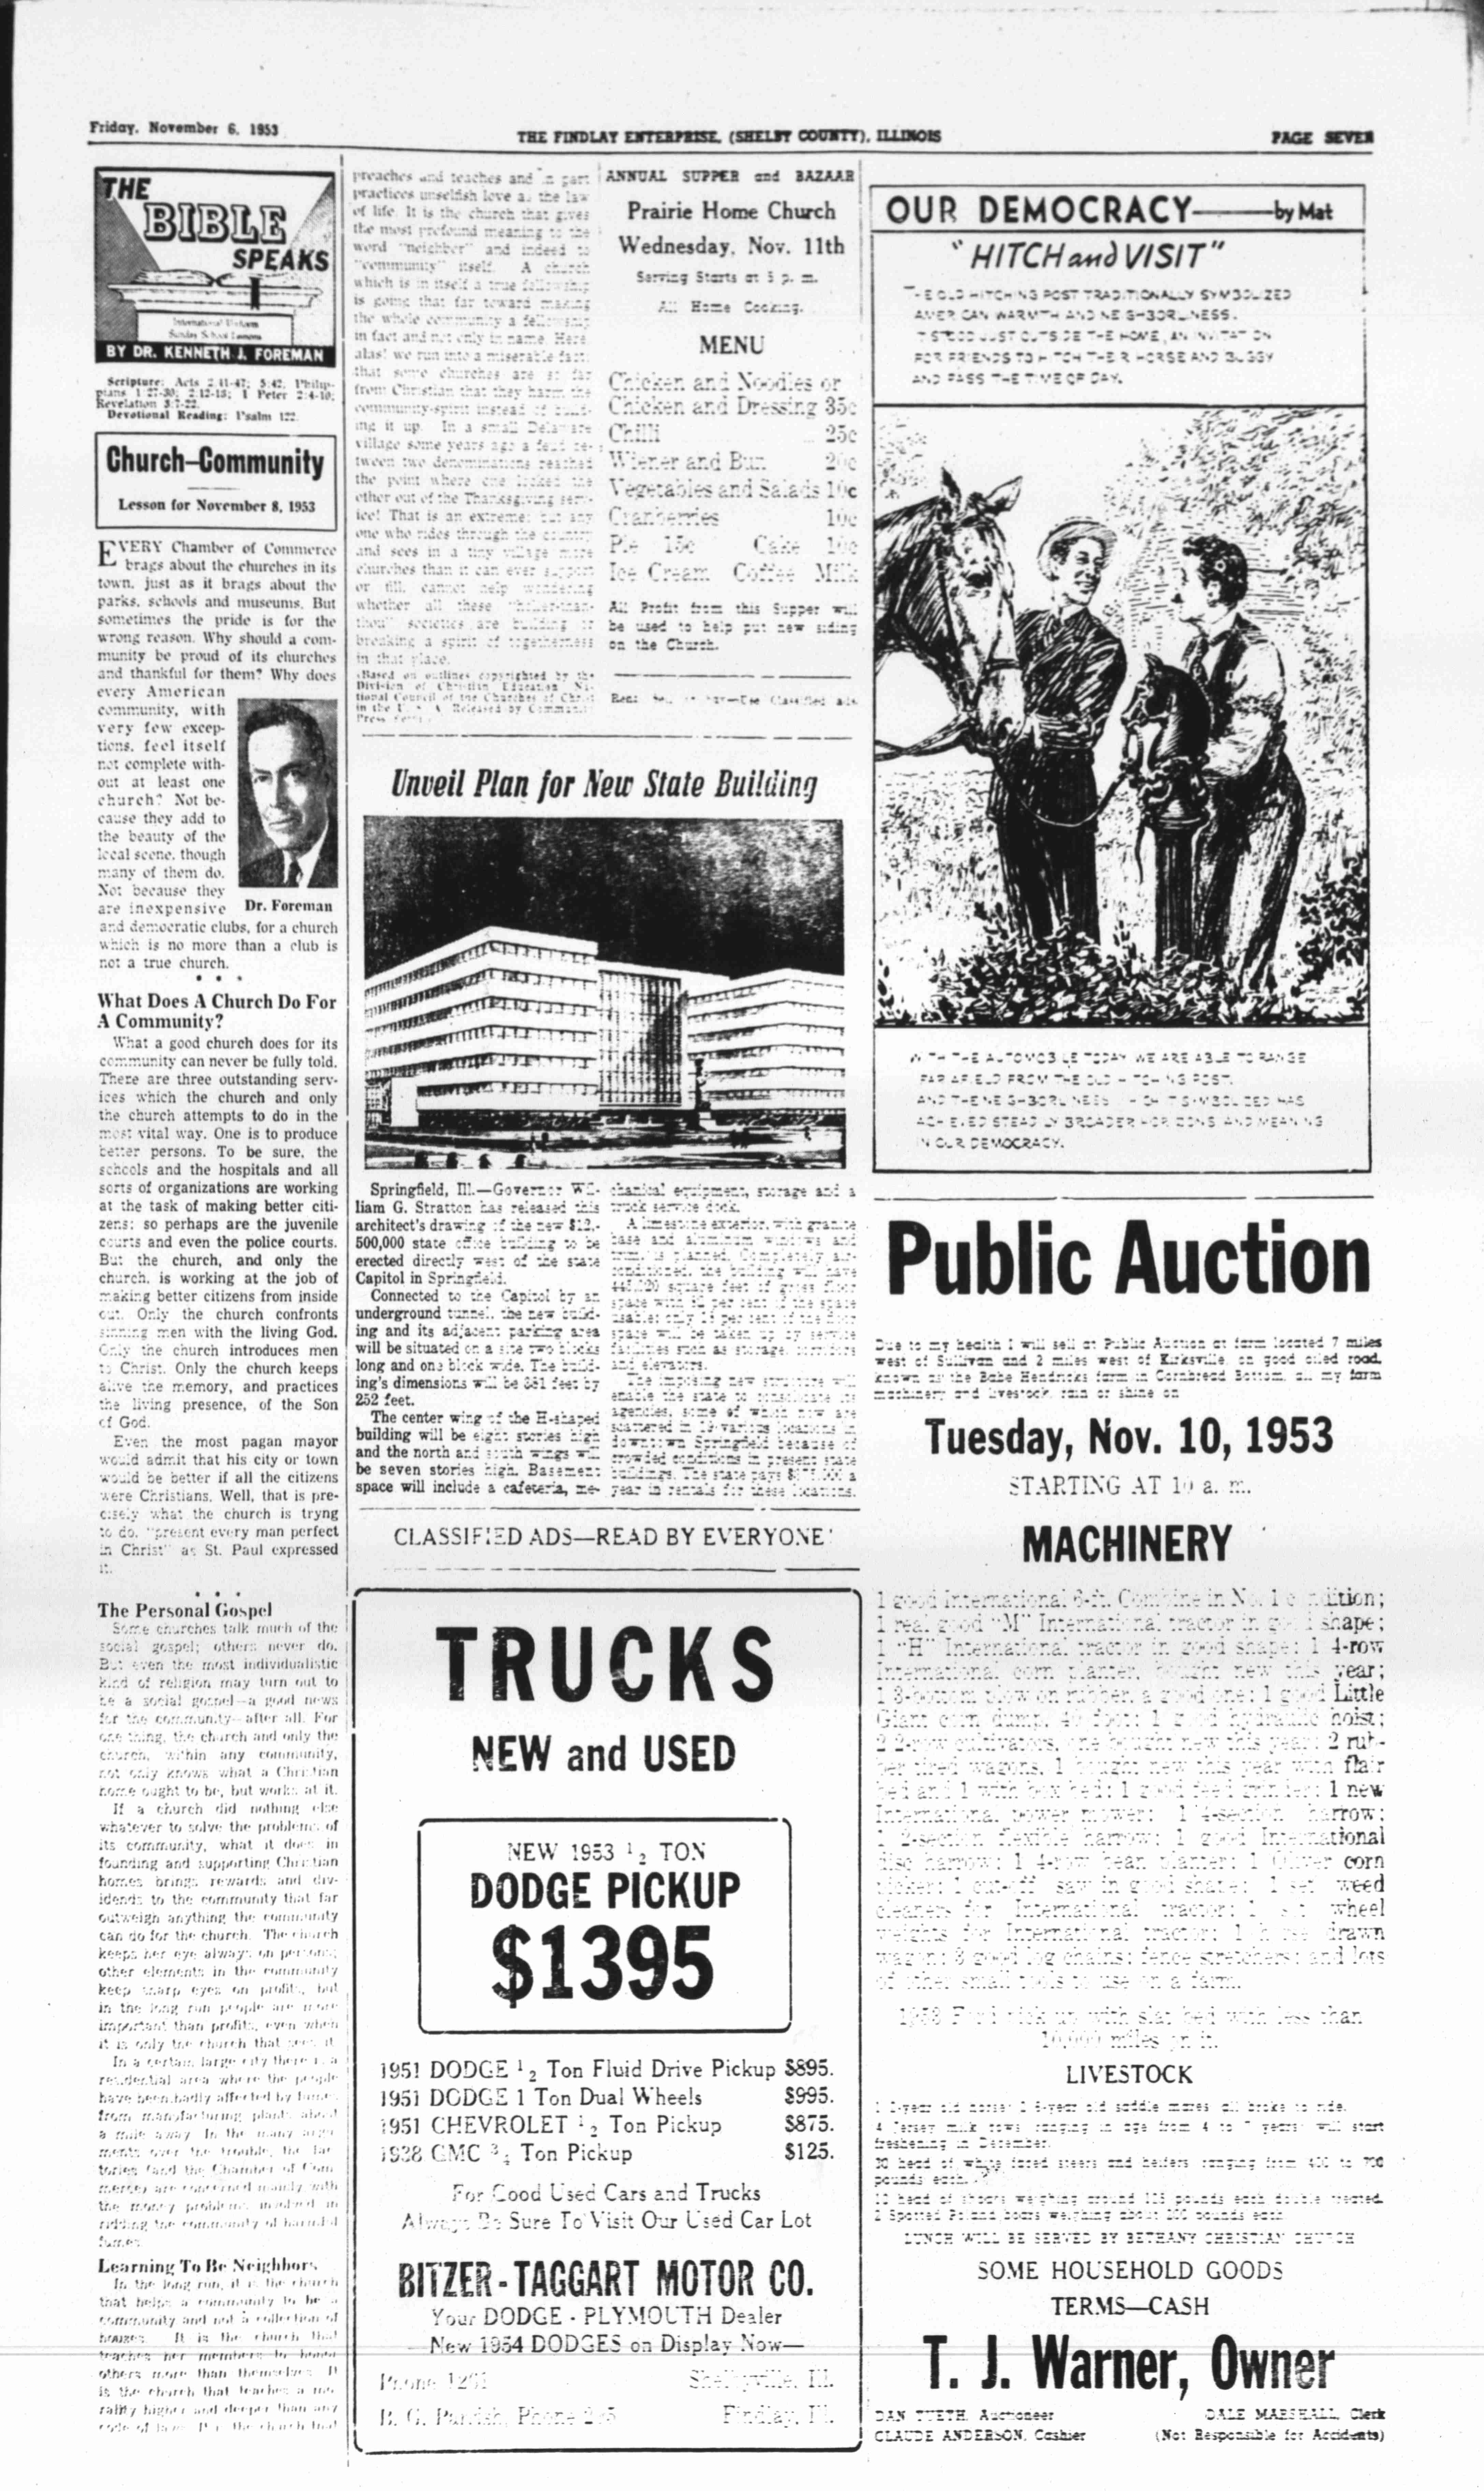 Friday, November 6, 1953
THE FINDLAY ENTERPRISE, (SHELBY COUNTY), ILLINOIS
PAGE SEVEN
THE
BIBLE
SPEAKS
International Uniform
Sunday School Lessons
BY DR. KENNETH J. FOREMAN
Scripture: Acts 2:41-47; 5:42; Philip-
pians 1:27-30; 2:12-15; 1 Peter 2:4-10;
Revelation 3:7-22.
Devotional Reading: Psalm 122.
Church-Community
Lesson for November 8, 1953
EVERY Chamber of Commerce
brags about the churches in its
town, just as it brags about the
parks, schools and museums. But
sometimes the pride is for the
wrong reason. Why should a com-
munity be proud of its churches
and thankful for them? Why does
every American
community, with
very few excep-
tions, feel itself
not complete with-
out at least one
church? Not be-
cause they add to
the beauty of the
local scene, though
many of them do.
Not because they
are inexpensive
Dr. Foreman
and democratic clubs, for a church
which is no more than a club is
not a true church.
• • •
What Does A Church Do For
A Community?
What a good church does for its
community can never be fully told.
There are three outstanding serv-
ices which the church and only
the church attempts to do in the
most vital way. One is to produce
better persons. To be sure, the
schools and the hospitals and all
sorts of organizations are working
at the task of making better citi-
zens; so perhaps are the juvenile
courts and even the police courts.
But the church, and only the
church, is working at the job of
making better citizens from inside
out. Only the church confronts
sinning men with the living God.
Only the church introduces men
to Christ. Only the church keeps
alive the memory, and practices
the living presence, of the Son
of God.
Even the most pagan mayor
would admit that his city or town
would be better if all the citizens
were Christians. Well, that is pre-
cisely what the church is tryng
to do, "present every man perfect
in Christ" as St. Paul expressed
it.
• • •
The Personal Gospel
Some churches talk much of the
social gospel; others never do.
But even the most individualistic
kind of religion may turn out to
be a social gospel—a good news
for the community—after all. For
one thing, the church and only the
church, within any community,
not only knows what a Christian
home ought to be, but works at it.
If a church did nothing else
whatever to solve the problems of
its community, what it does in
founding and supporting Christian
homes brings rewards and div-
idends to the community that far
outweigh anything the community
can do for the church. The church
keeps her eye always on persons;
other elements in the community
keep sharp eyes on profits, but
in the long run people are more
important than profits, even when
it is only the church that sees it.
In a certain large city there is a
residential area where the people
have been badly affected by fumes
from manufacturing plants about
a mile away. In the many argu-
ments over the trouble, the fac-
tories (and the Chamber of Com-
merce) are concerned mainly with
the money problems involved in
ridding the community of harmful
fumes.
Learning To Be Neighbors
In the long run, it is the church
that helps a community to be a
community and not a collection of
houses. It is the church that
teaches her members to honor
others more than themselves. It
is the church that teaches a mo-
rality higher and deeper than any
code of laws. It is the church that
preaches and teaches and in part
practices unselfish love as the law
of life. It is the church that gives
the most profound meaning to the
word "neighbor" and indeed to
"community" itself. A church
which is in itself a true fellowship
is going that far toward making
the whole community a fellowship
in fact and not only in name. Here
alas! we run into a miserable fact:
that some churches are so far
from Christian that they harm the
community-spirit instead of build-
ing it up. In a small Delaware
village some years ago a feud be-
tween two denominations reached
the point where one locked the
other out of the Thanksgiving serv-
ice! That is an extreme; but any
one who rides through the country
and sees in a tiny village more
churches than it can ever support
or fill, cannot help wondering
whether all these "holier-than-
thou" societies are building or
breaking a spirit of togetherness
in that place.
(Based on outlines copyrighted by the
Division of Christian Education, Na-
tional Council of the Churches of Christ
in the U. S. A. Released by Community
Press Service.)
ANNUAL SUPPER and BAZAAR
Prairie Home Church
Wednesday, Nov. 11th
Serving Starts at 5 p. m.
All Home Cooking.
MENU
Chicken and Noodles or
Chicken and Dressing 35c
Chilli 25c
Wiener and Bun 20c
Vegetables and Salads 10c
Cranberries 10c
Pie 15c Cake 10c
Ice Cream Coffee Milk
All Profit from this Supper will
be used to help put new siding
on the Church.
Classified ads
Unveil Plan for New State Building
Springfield, Ill.—Governor Wil-
liam G. Stratton has released this
architect's drawing of the new $12,-
500,000 state office building to be
erected directly west of the state
Capitol in Springfield.
Connected to the Capitol by an
underground tunnel, the new build-
ing and its adjacent parking area
will be situated on a site two blocks
long and one block wide. The build-
ing's dimensions will be 381 feet by
252 feet.
The center wing of the H-shaped
building will be eight stories high
and the north and south wings will
be seven stories high. Basement
space will include a cafeteria, me-
chanical equipment, storage and a
truck service dock.
A limestone exterior, with granite
base and aluminum windows and
trim is planned. Completely air-
conditioned, the building will have
square feet of gross floor
space with per cent of the space
usable; only per cent of the floor
space will be taken up by service
facilities such as storage, corridors
and elevators.
The imposing new structure will
enable the state to consolidate its
agencies, some of which now are
scattered in 19 various locations in
downtown Springfield because of
crowded conditions in present state
buildings. The state pays a
year in rentals for these locations.
CLASSIFIED ADS—READ BY EVERYONE!
TRUCKS
NEW and USED
NEW 1953 ½ TON
DODGE PICKUP
$1395
1951 DODGE ½ Ton Fluid Drive Pickup $895.
1951 DODGE 1 Ton Dual Wheels $995.
1951 CHEVROLET ½ Ton Pickup $875.
1938 GMC ¾ Ton Pickup $125.
For Good Used Cars and Trucks
Always Be Sure To Visit Our Used Car Lot
BITZER-TAGGART MOTOR CO.
Your DODGE - PLYMOUTH Dealer
—New 1954 DODGES on Display Now—
Phone 1201 Shelbyville, Ill.
B. G. Parrish, Phone Findlay, Ill.
OUR DEMOCRACY——by Mat
"HITCH and VISIT"
THE OLD HITCHING POST TRADITIONALLY SYMBOLIZED
AMERICAN WARMTH AND NEIGHBORLINESS.
IT STOOD JUST OUTSIDE THE HOME, AN INVITATION
FOR FRIENDS TO HITCH THEIR HORSE AND BUGGY
AND PASS THE TIME OF DAY.
WITH THE AUTOMOBILE TODAY WE ARE ABLE TO RANGE
FAR AFIELD FROM THE OLD HITCHING POST.
AND THE NEIGHBORLINESS WHICH IT SYMBOLIZED HAS
ACHIEVED STEADILY BROADER HORIZONS AND MEANING
IN OUR DEMOCRACY.
Public Auction
Due to my health I will sell at Public Auction at farm located 7 miles
west of Sullivan and 2 miles west of Kirksville, on good oiled road,
known as the Babe Hendricks farm in Cornbread Bottom, all my farm
machinery and livestock, rain or shine on
Tuesday, Nov. 10, 1953
STARTING AT 10 a. m.
MACHINERY
1 good International 6-ft. Combine in No. 1 condition;
1 real good "M" International tractor in good shape;
1 "H" International tractor in good shape; 1 4-row
International corn planter, bought new this year;
1 3-bottom plow on rubber, a good one; 1 good Little
Giant corn dump, 40 foot; 1 good hydraulic hoist;
2 2-row cultivators, one bought new this year; 2 rub-
ber tired wagons, 1 bought new this year with flair
bed and 1 with box bed; 1 good feed grinder; 1 new
International power mower; 1 4-section harrow;
1 2-section flexible harrow; 1 good International
disc harrow; 1 4-row bean planter; 1 Oliver corn
picker; 1 cut-off saw in good shape; 1 set weed
cleaners for International tractor; 1 set wheel
weights for International tractor; 1 horse drawn
wagon; 3 good log chains; fence stretchers; and lots
of other small tools to use on a farm.
Ford pick up with slat bed with less than
10,000 miles on it.
LIVESTOCK
year old horse; 2 -year old saddle mares all broke to ride.
4 Jersey milk cows ranging in age from 4 to 7 years; will start
freshening in December.
30 head of white faced steers and heifers ranging from 400 to 700
pounds each.
10 head of shoats weighing around 115 pounds each double treated.
2 Spotted Poland boars weighing about 200 pounds each
LUNCH WILL BE SERVED BY BETHANY CHRISTIAN CHURCH
SOME HOUSEHOLD GOODS
TERMS—CASH
T. J. Warner, Owner
DAN TUETH, Auctioneer DALE MARSHALL, Clerk
CLAUDE ANDERSON, Cashier (Not Responsible for Accidents)